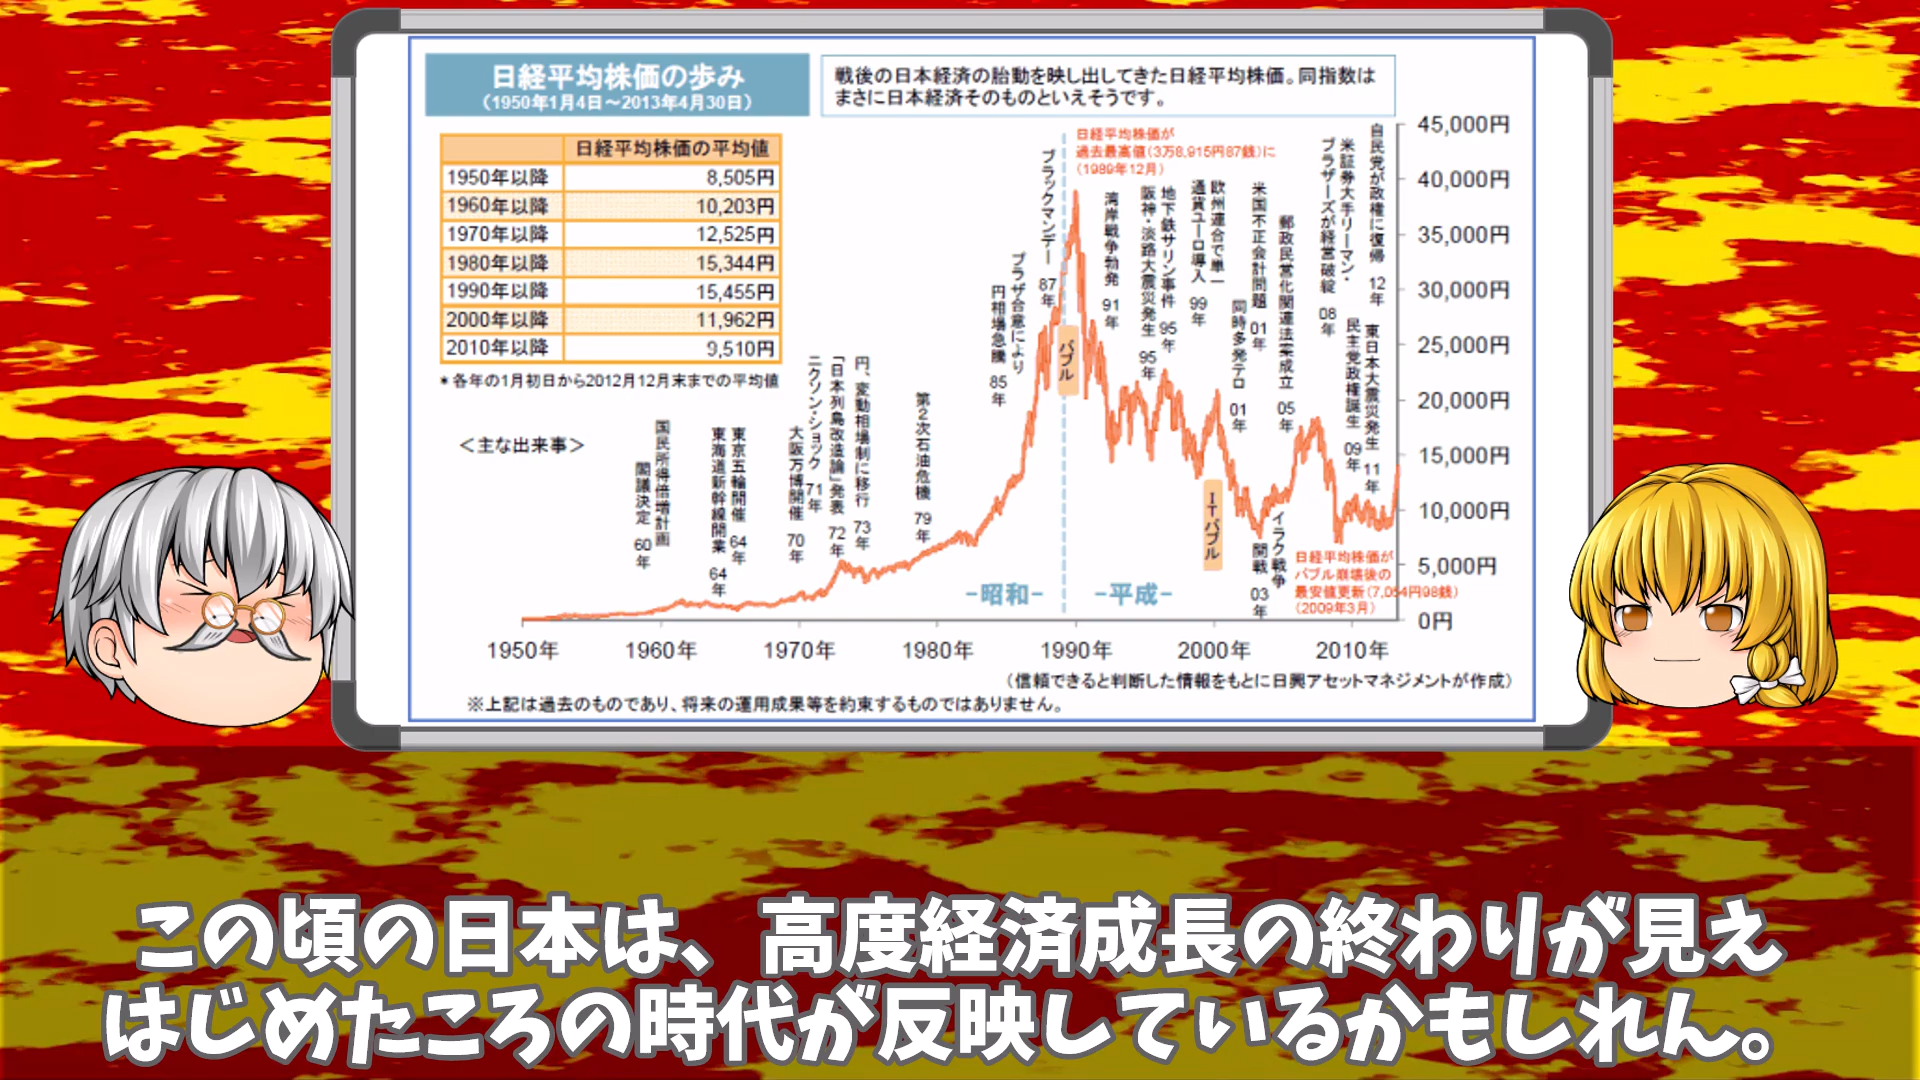 日経平均株価の歩み
(1950年1月4日～2013年4月30日)
戦後の日本経済の胎動を映し出してきた日経平均株価。同指数は
まさに日本経済そのものといえそうです。
日経平均株価の平均値
1950年以降 8,505円
1960年以降 10,203円
1970年以降 12,525円
1980年以降 15,344円
1990年以降 15,455円
2000年以降 11,962円
2010年以降 9,510円
*各年の1月初日から2012月12月末までの平均値
＜主な出来事＞
国民所得倍増計画
閣議決定 60年
東海道新幹線開業 64年
東京五輪開催 64年
大阪万博開催 70年
ニクソン・ショック 71年
「日本列島改造論」発表 72年
円、変動相場制に移行 73年
第2次石油危機 79年
プラザ合意により
円相場急騰 85年
ブラックマンデー 87年
日経平均株価が
過去最高値(3万8,915円87銭)に
(1989年12月)
バブル
湾岸戦争勃発 91年
阪神・淡路大震災発生 95年
地下鉄サリン事件 95年
欧州連合で単一
通貨ユーロ導入 99年
ITバブル
同時多発テロ 01年
米国不正会計問題 01年
イラク戦争
開戦 03年
郵政民営化関連法案成立 05年
米証券大手リーマン・
ブラザーズが経営破綻 08年
民主党政権誕生 09年
東日本大震災発生 11年
自民党が政権に復帰 12年
日経平均株価が
バブル崩壊後の
最安値更新(7,054円98銭)
(2009年3月)
-昭和-
-平成-
45,000円
40,000円
35,000円
30,000円
25,000円
20,000円
15,000円
10,000円
5,000円
0円
1950年 1960年 1970年 1980年 1990年 2000年 2010年
(信頼できると判断した情報をもとに日興アセットマネジメントが作成)
※上記は過去のものであり、将来の運用成果等を約束するものではありません。
この頃の日本は、高度経済成長の終わりが見え
はじめたころの時代が反映しているかもしれん。